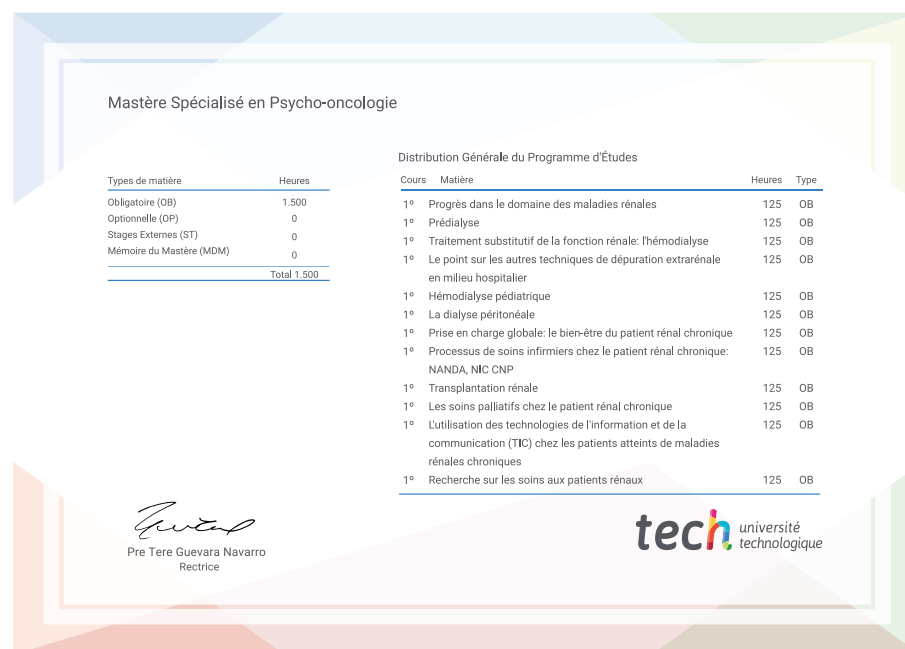 Mastère Spécialisé en Psycho-oncologie
Types de matière Heures
Obligatoire (OB) 1.500
Optionnelle (OP) 0
Stages Externes (ST) 0
Mémoire du Mastère (MDM) 0
Total 1.500
Distribution Générale du Programme d'Études
Cours Matière Heures Type
1º Progrès dans le domaine des maladies rénales 125 OB
1º Prédialyse 125 OB
1º Traitement substitutif de la fonction rénale: l'hémodialyse 125 OB
1º Le point sur les autres techniques de dépuration extrarénale 125 OB
en milieu hospitalier
1º Hémodialyse pédiatrique 125 OB
1º La dialyse péritonéale 125 OB
1º Prise en charge globale: le bien-être du patient rénal chronique 125 OB
1º Processus de soins infirmiers chez le patient rénal chronique: 125 OB
NANDA, NIC CNP
1º Transplantation rénale 125 OB
1º Les soins palliatifs chez le patient rénal chronique 125 OB
1º L'utilisation des technologies de l'information et de la 125 OB
communication (TIC) chez les patients atteints de maladies
rénales chroniques
1º Recherche sur les soins aux patients rénaux 125 OB
Pre Tere Guevara Navarro
Rectrice
tech université
technologique